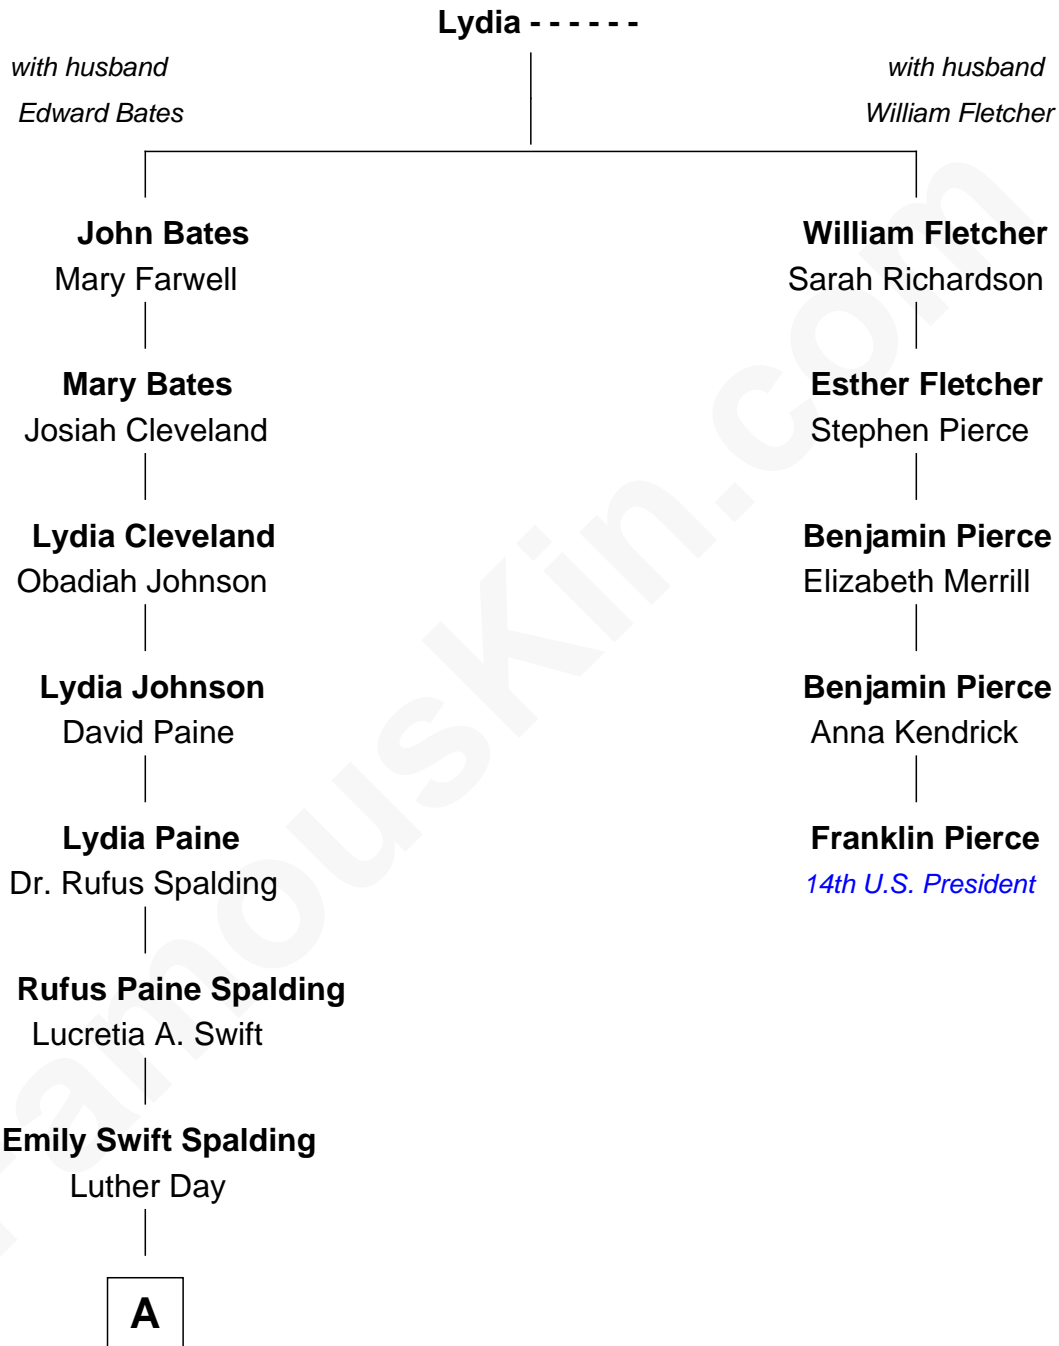 Lydia - - - - - -
with husband
Edward Bates
with husband
William Fletcher
John Bates
Mary Farwell
Mary Bates
Josiah Cleveland
Lydia Cleveland
Obadiah Johnson
Lydia Johnson
David Paine
Lydia Paine
Dr. Rufus Spalding
Rufus Paine Spalding
Lucretia A. Swift
Emily Swift Spalding
Luther Day
A
William Fletcher
Sarah Richardson
Esther Fletcher
Stephen Pierce
Benjamin Pierce
Elizabeth Merrill
Benjamin Pierce
Anna Kendrick
Franklin Pierce
14th U.S. President
FamousKin.com